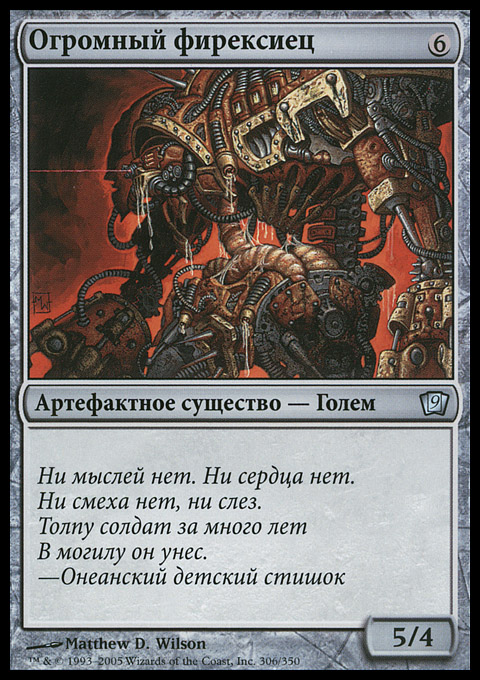 Огромный фирексиец
6
MW
Артефактное существо — Голем
9
Ни мыслей нет. Ни сердца нет.
Ни смеха нет, ни слез.
Толпу солдат за много лет
В могилу он унес.
—Онеанский детский стишок
5/4
Matthew D. Wilson
™ & © 1993–2005 Wizards of the Coast, Inc. 306/350